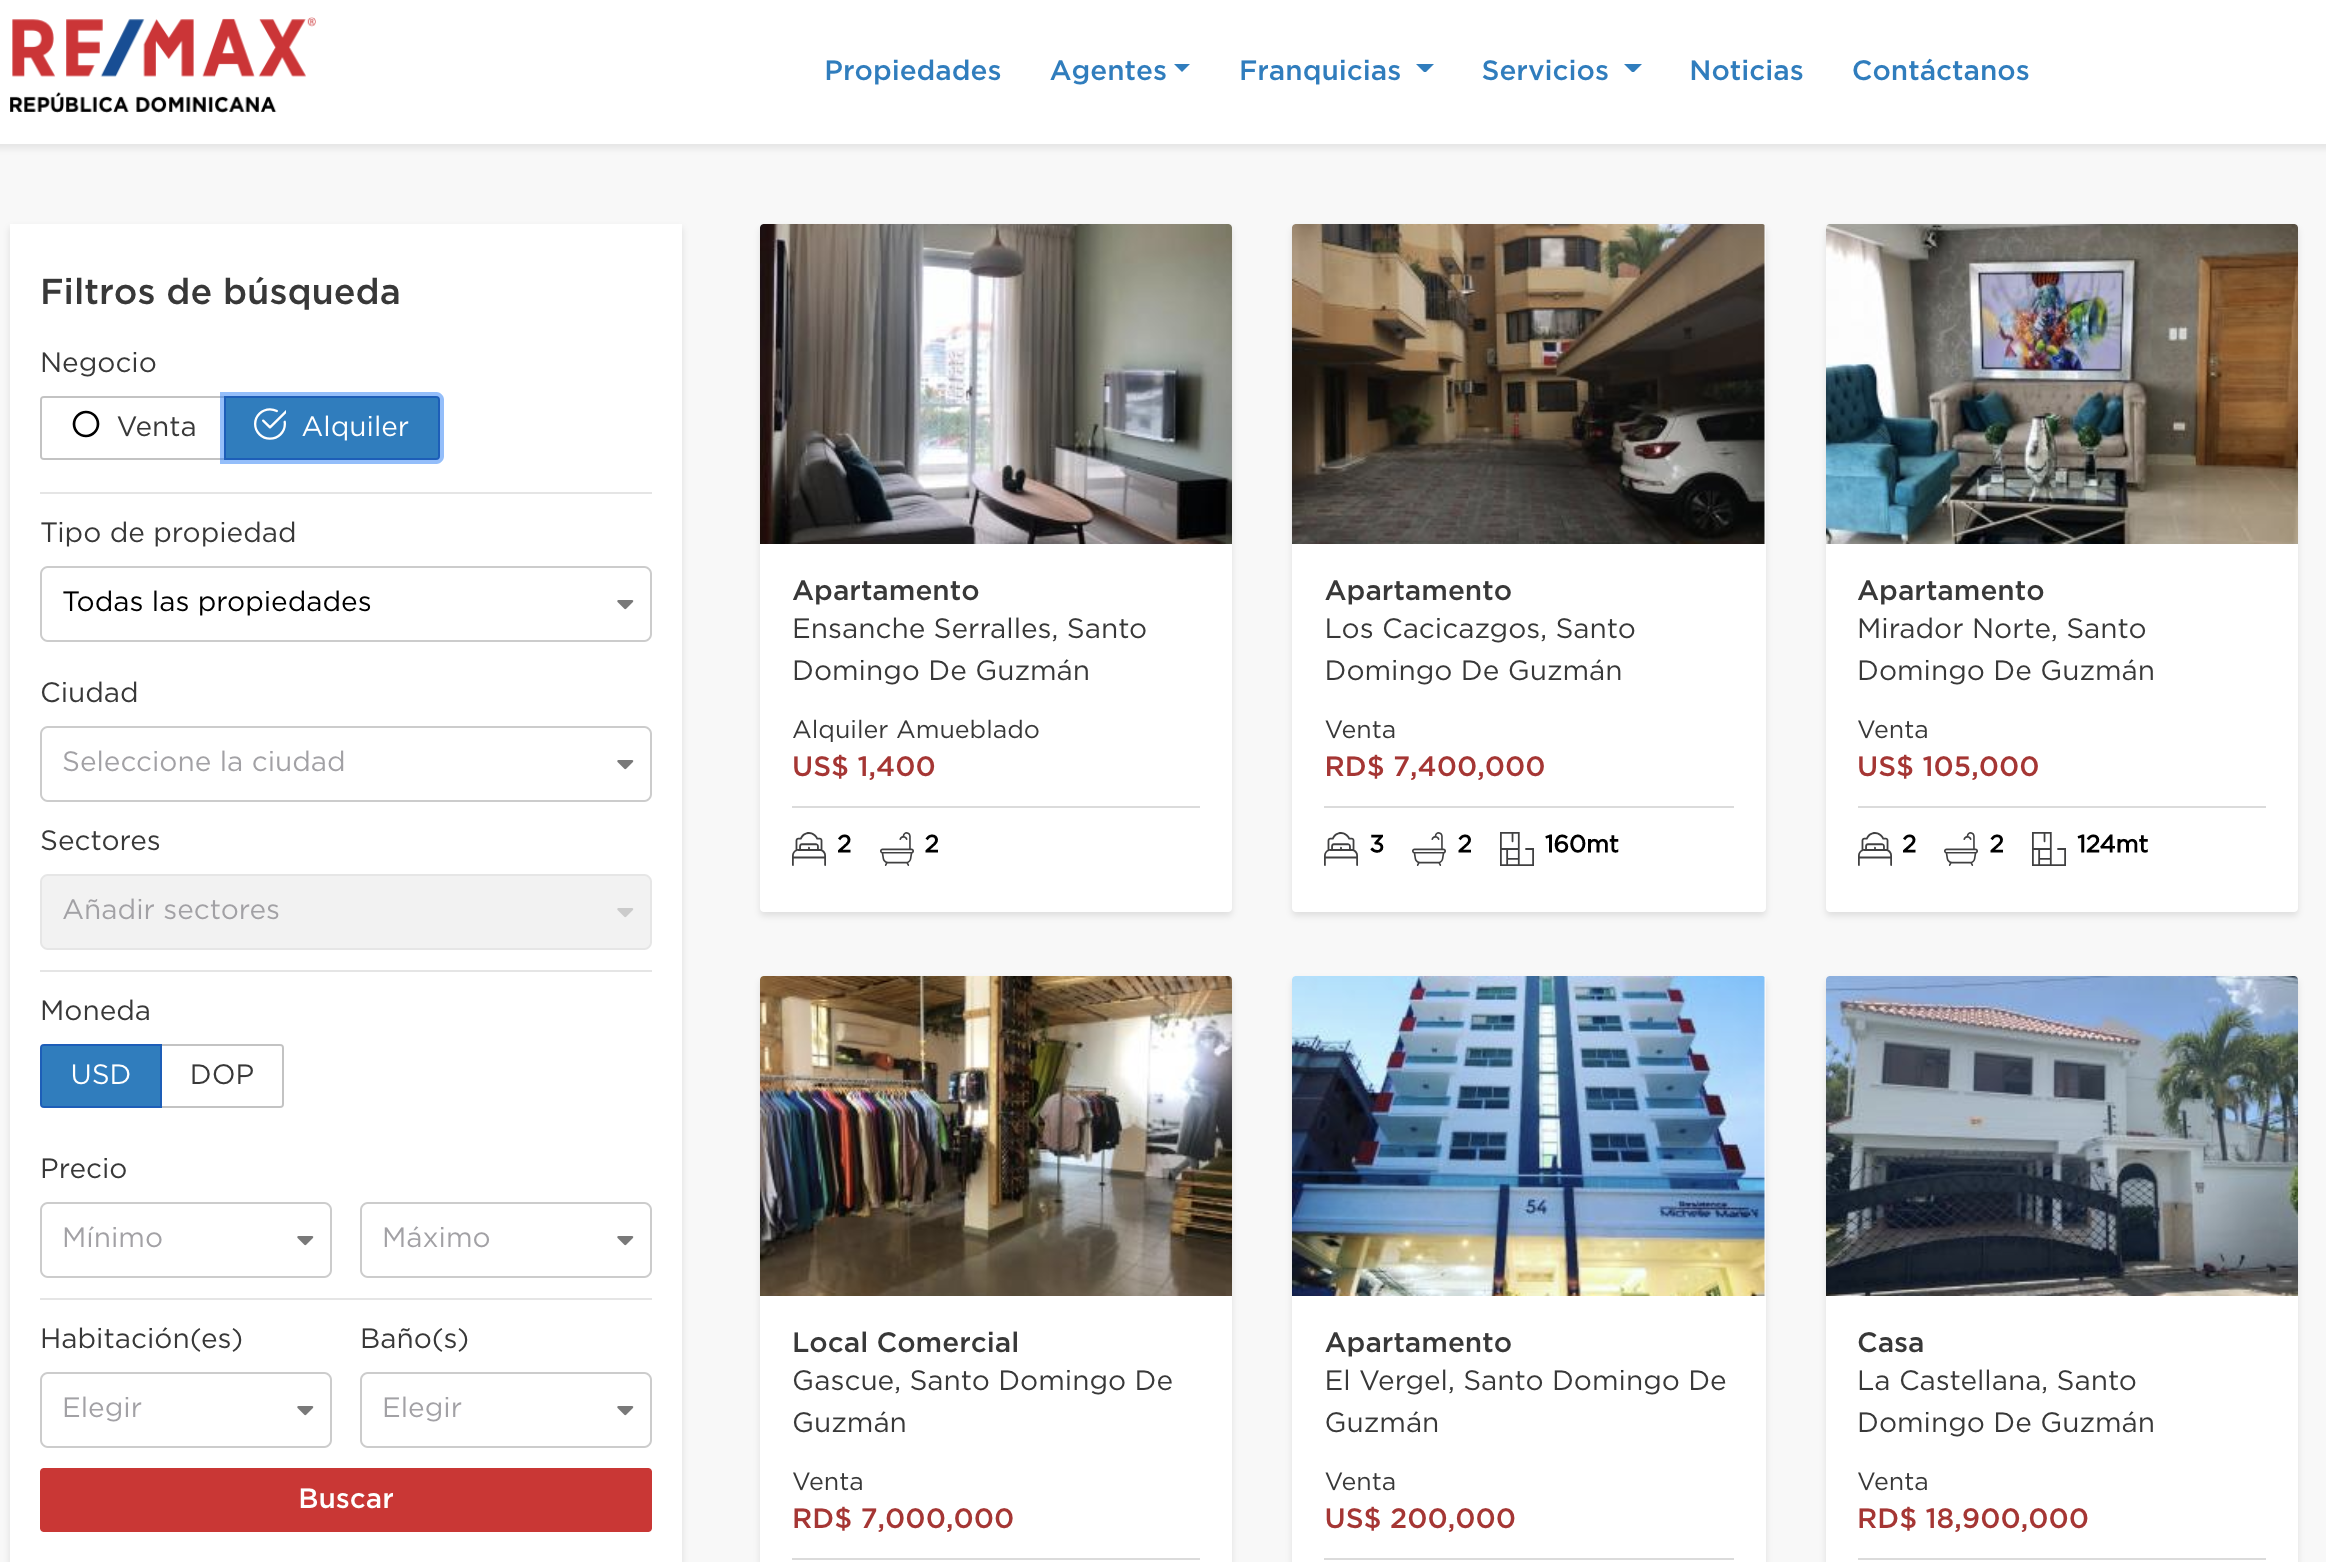 RE/MAX®
REPÚBLICA DOMINICANA
Propiedades Agentes Franquicias Servicios Noticias Contáctanos
Filtros de búsqueda
Negocio
Venta Alquiler
Tipo de propiedad
Todas las propiedades
Ciudad
Seleccione la ciudad
Sectores
Añadir sectores
Moneda
USD DOP
Precio
Mínimo Máximo
Habitación(es) Baño(s)
Elegir Elegir
Buscar
Apartamento
Ensanche Serralles, Santo
Domingo De Guzmán
Alquiler Amueblado
US$ 1,400
2 2
Apartamento
Los Cacicazgos, Santo
Domingo De Guzmán
Venta
RD$ 7,400,000
3 2 160mt
Apartamento
Mirador Norte, Santo
Domingo De Guzmán
Venta
US$ 105,000
2 2 124mt
Local Comercial
Gascue, Santo Domingo De
Guzmán
Venta
RD$ 7,000,000
54
Residencia
Michelle Marie V
Apartamento
El Vergel, Santo Domingo De
Guzmán
Venta
US$ 200,000
Casa
La Castellana, Santo
Domingo De Guzmán
Venta
RD$ 18,900,000